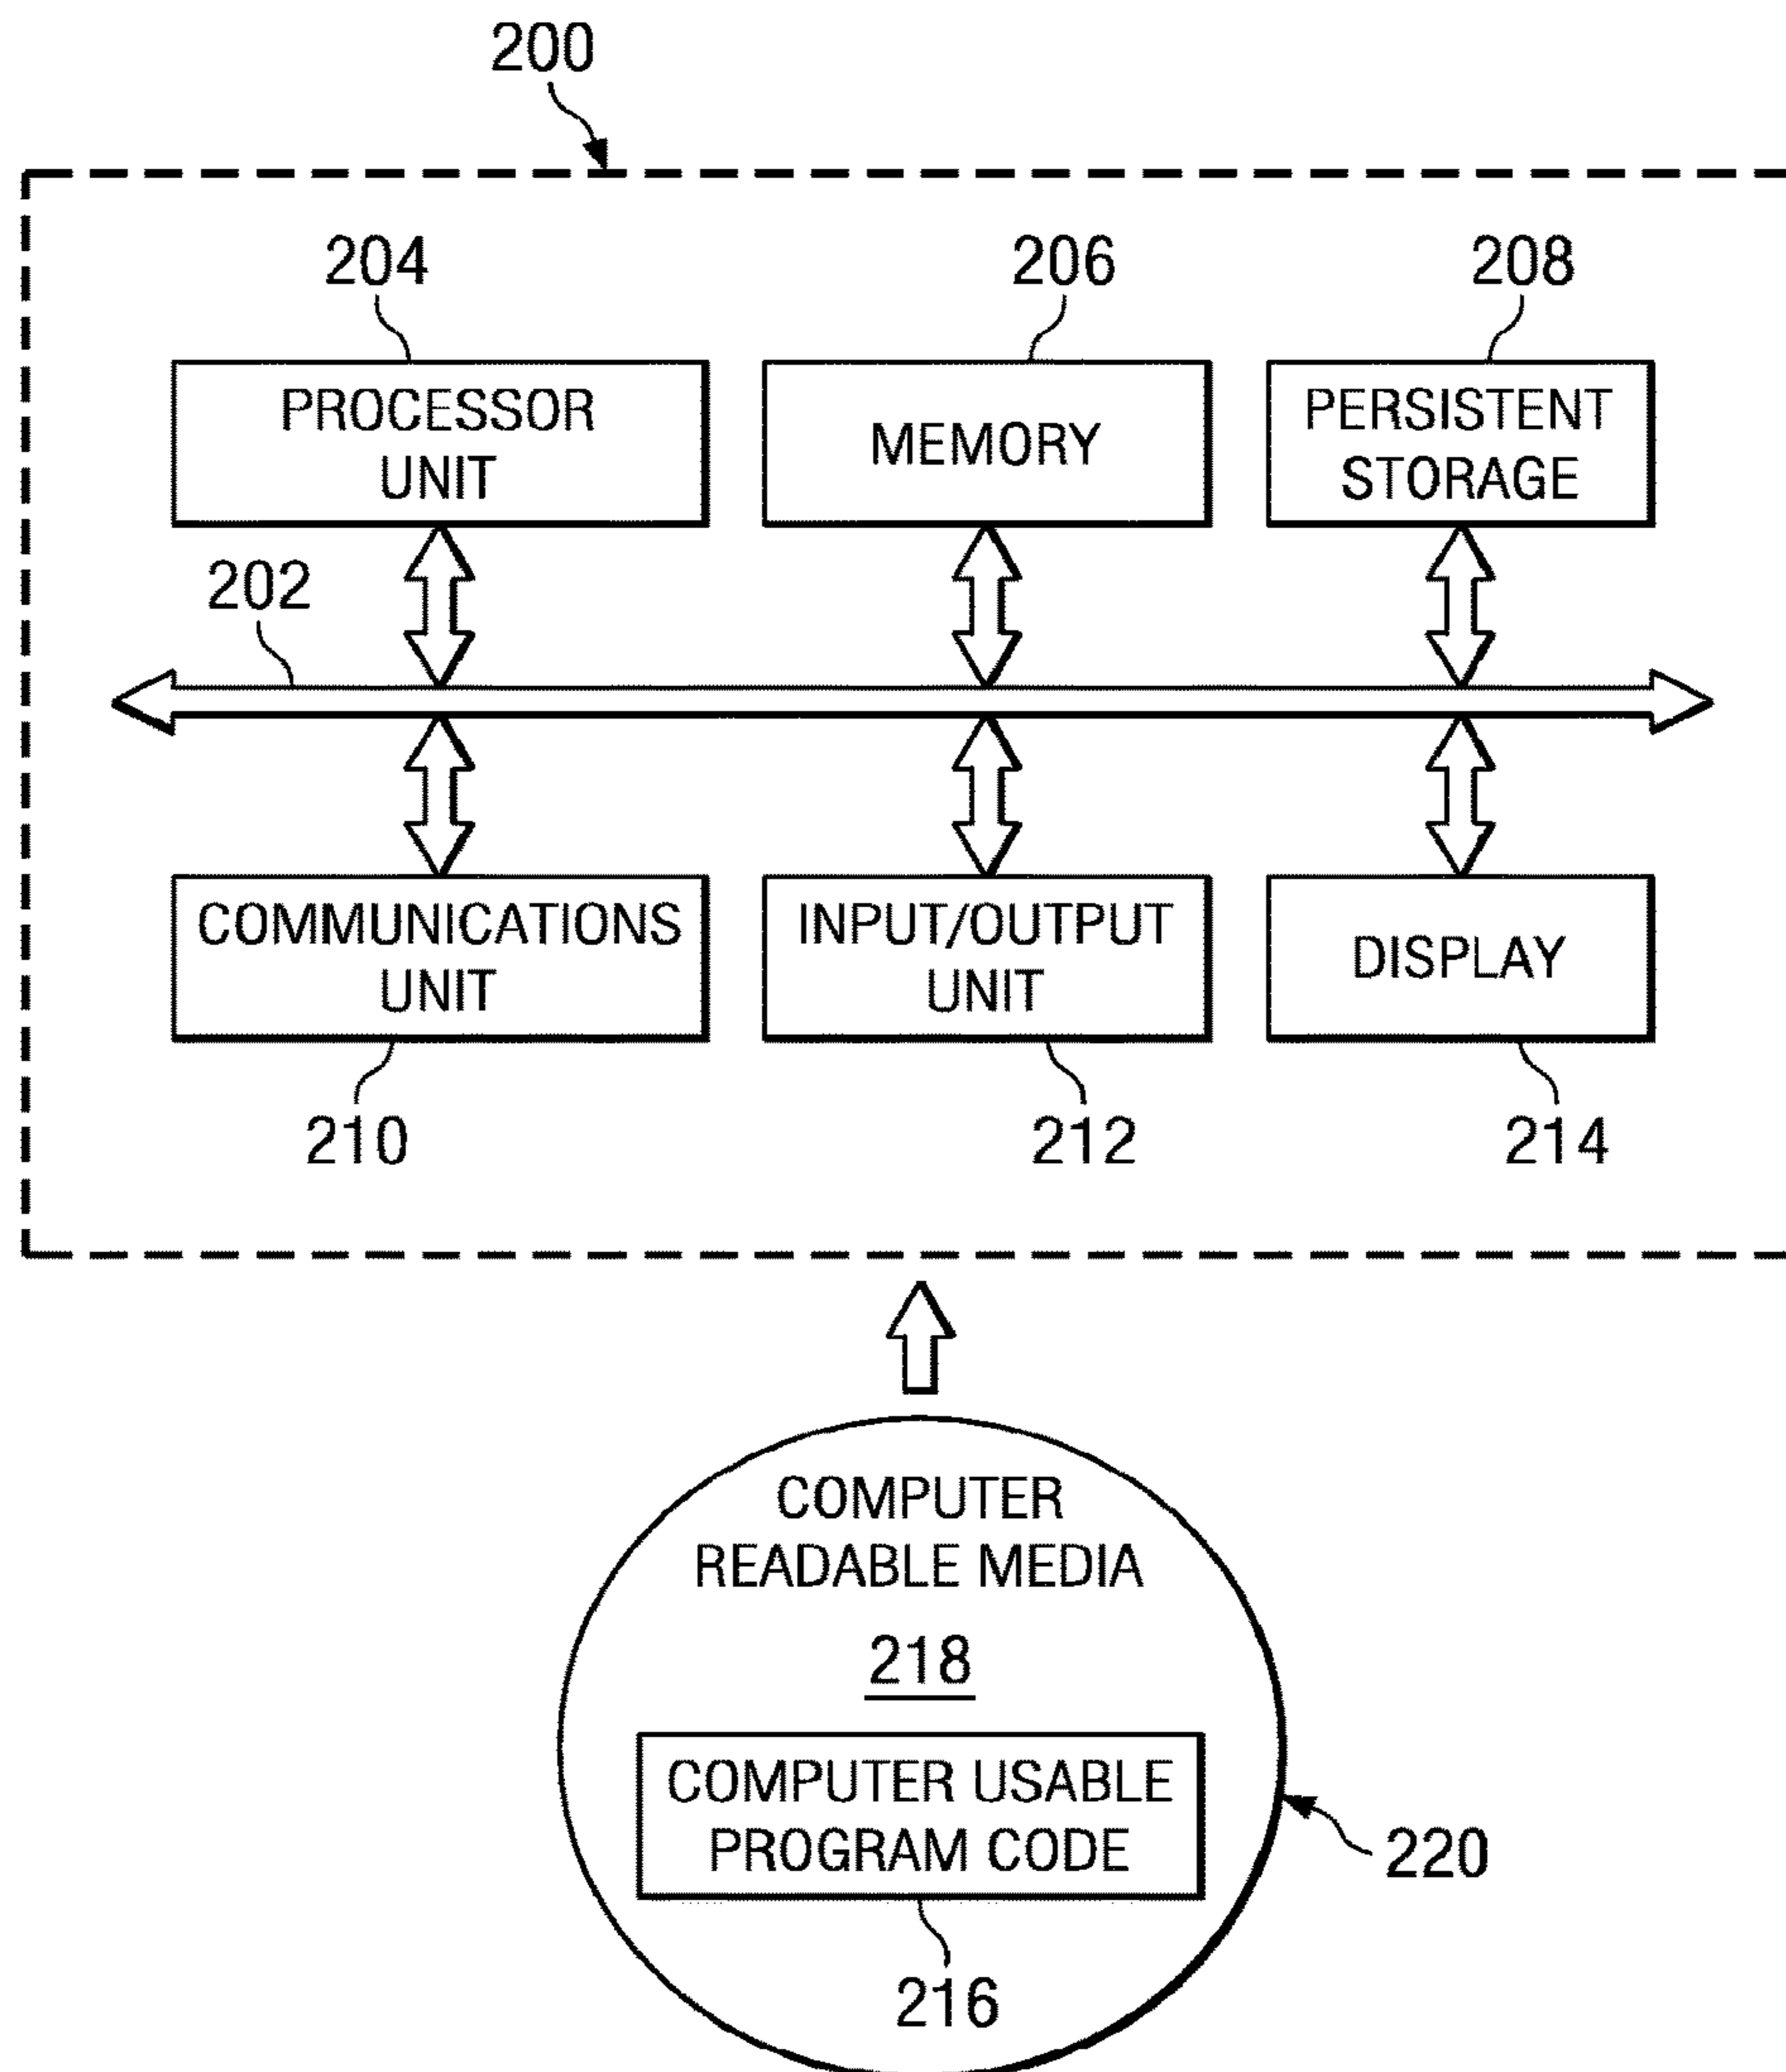 200
204
206
208
PROCESSOR
UNIT
MEMORY
PERSISTENT
STORAGE
202
COMMUNICATIONS
UNIT
INPUT/OUTPUT
UNIT
DISPLAY
210
212
214
COMPUTER
READABLE MEDIA
218
COMPUTER USABLE
PROGRAM CODE
220
216